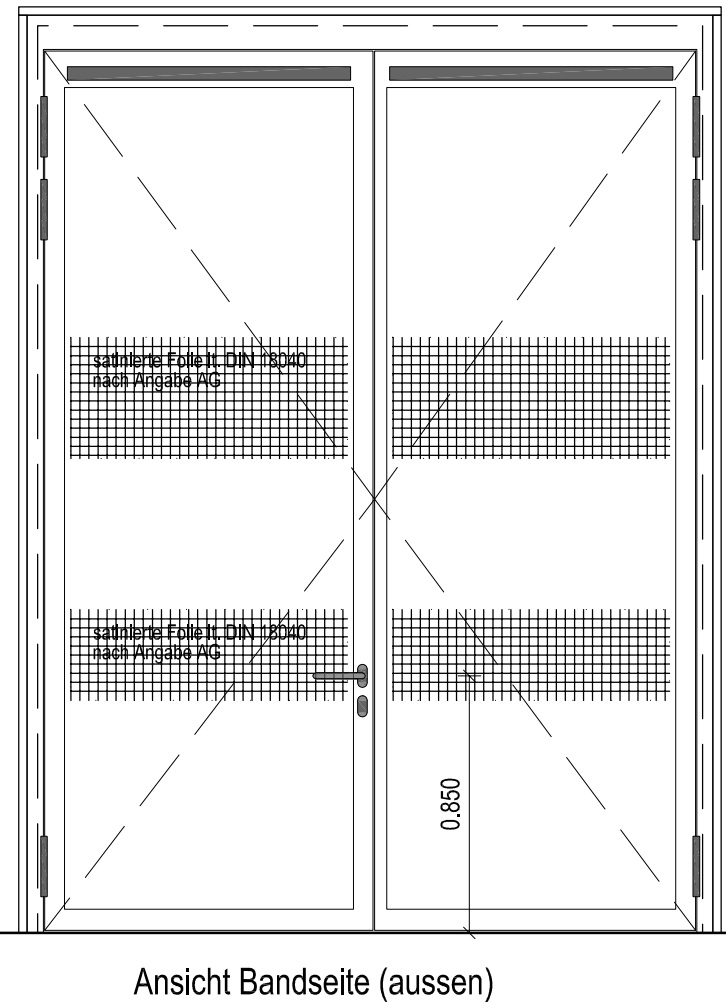 satinierte Folie lt. DIN 18040
nach Angabe AG
satinierte Folie lt. DIN 18040
nach Angabe AG
0.850
Ansicht Bandseite (aussen)